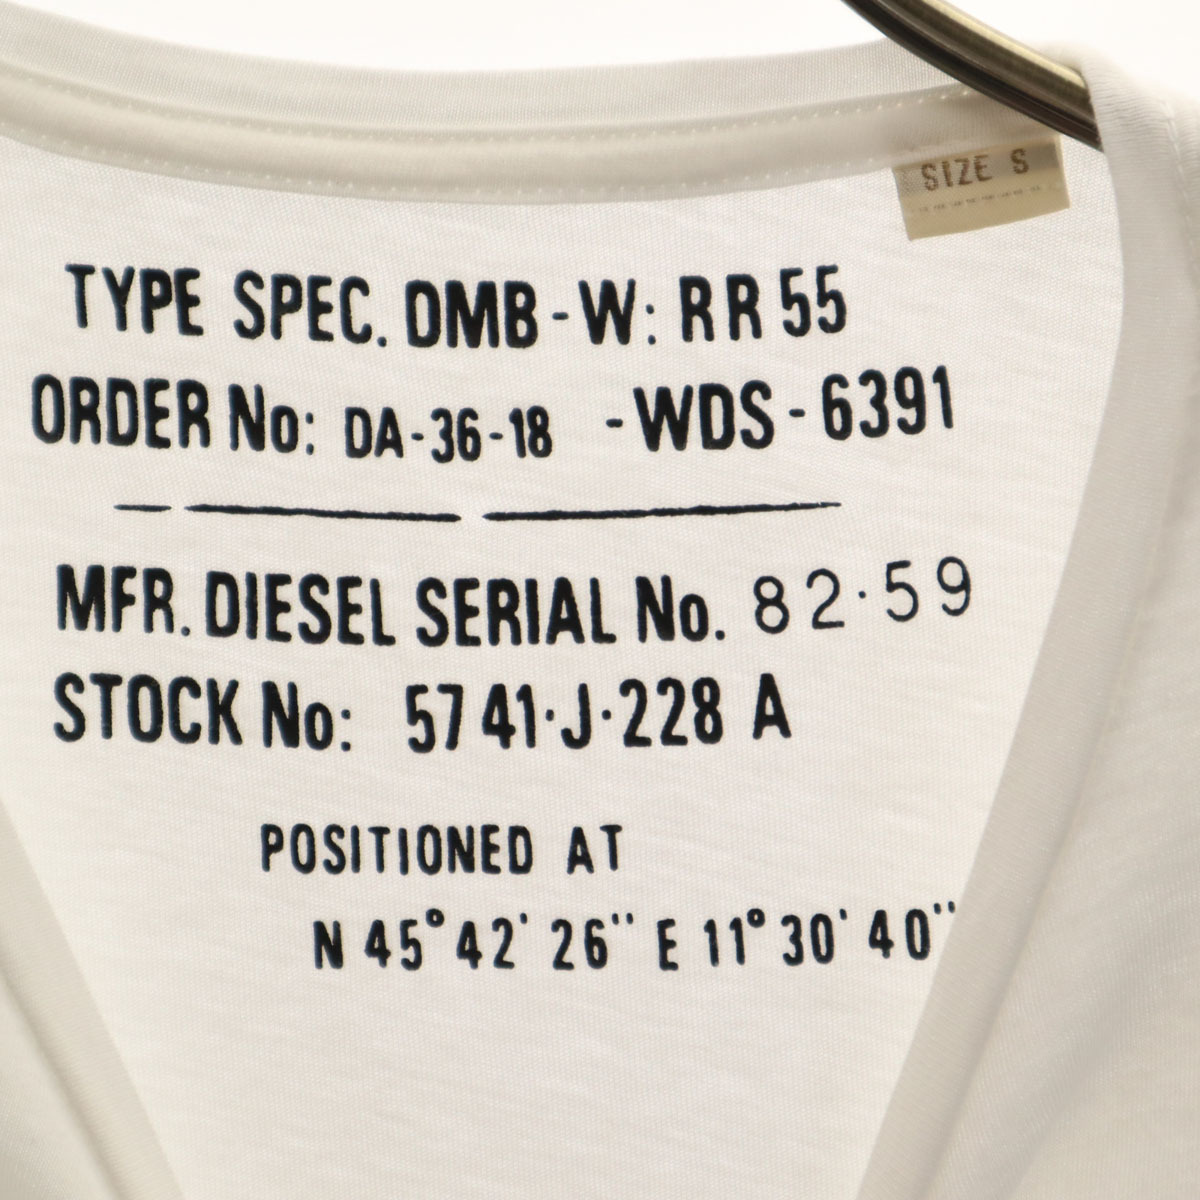 SIZE S
TYPE SPEC. DMB-W: RR 55
ORDER No: DA-36-18 -WDS-6391
MFR. DIESEL SERIAL No. 82·59
STOCK No: 5741·J·228 A
POSITIONED AT
N 45° 42' 26'' E 11° 30' 40''